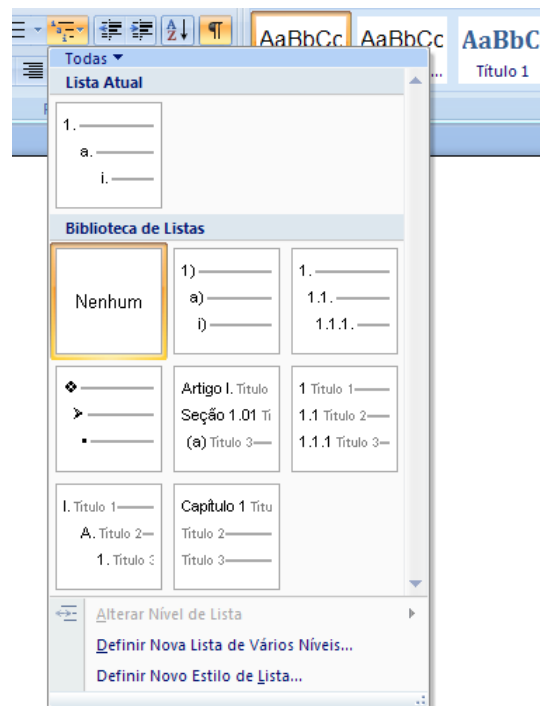 AaBbCc AaBbCc AaBbC
... Título 1
Todas
Lista Atual
1.
a.
i.
Biblioteca de Listas
Nenhum
1)
a)
i)
1.
1.1.
1.1.1.
Artigo I. Título
Seção 1.01 Tí
(a) Título 3
1 Título 1
1.1 Título 2
1.1.1 Título 3
I. Título 1
A. Título 2
1. Título 3
Capítulo 1 Títu
Título 2
Título 3
Alterar Nível de Lista
Definir Nova Lista de Vários Níveis...
Definir Novo Estilo de Lista...